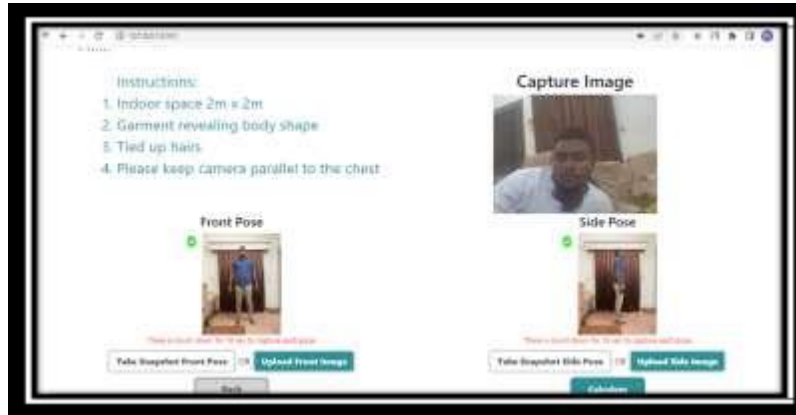 Instructions:
1. Indoor space 2m x 2m
2. Garment revealing body shape
3. Tied up hairs
4. Please keep camera parallel to the chest
Capture Image
Front Pose
Side Pose
Take Snapshot Front Pose OR Upload Front Image
Take Snapshot Side Pose OR Upload Side Image
Back
Calculate